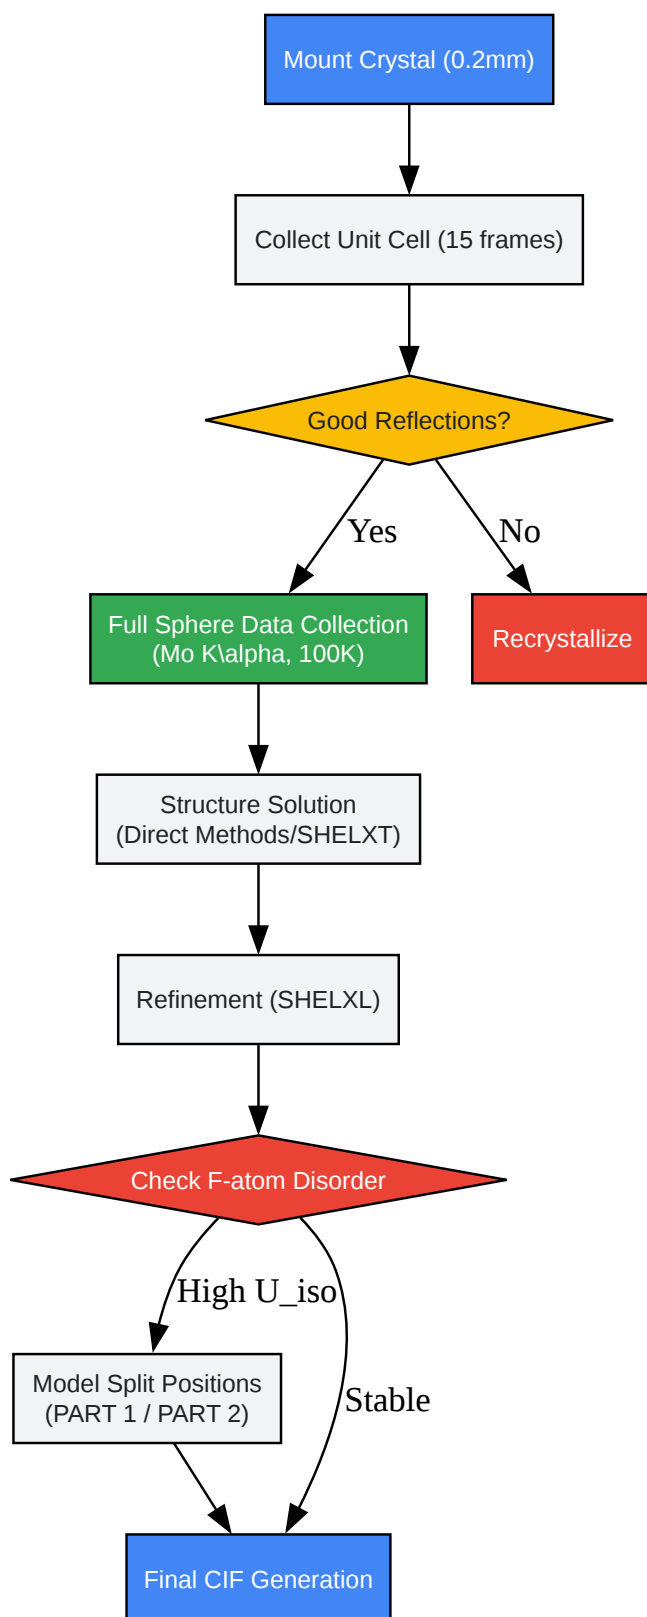 Mount Crystal (0.2mm)
Collect Unit Cell (15 frames)
Good Reflections?
Yes
No
Full Sphere Data Collection
(Mo K\alpha, 100K)
Recrystallize
Structure Solution
(Direct Methods/SHELXT)
Refinement (SHELXL)
Check F-atom Disorder
High U_iso
Model Split Positions
(PART 1 / PART 2)
Stable
Final CIF Generation